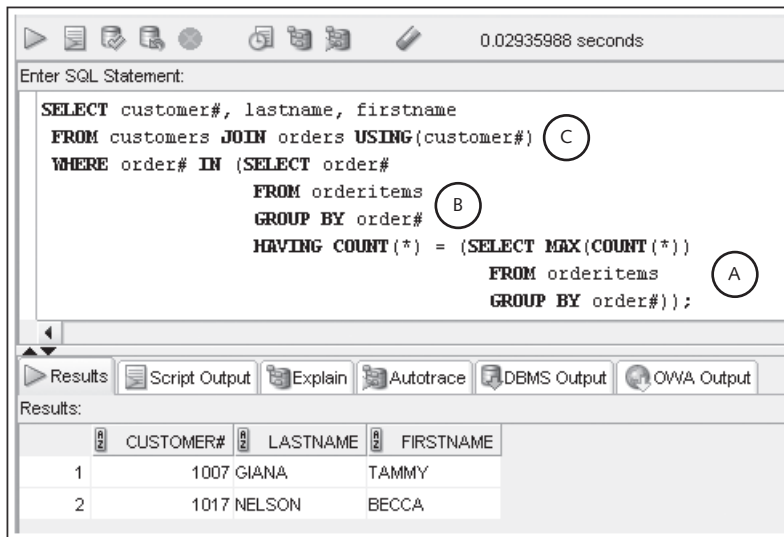 0.02935988 seconds
Enter SQL Statement:
SELECT customer#, lastname, firstname
FROM customers JOIN orders USING(customer#) C
WHERE order# IN (SELECT order#
FROM orderitems
B
GROUP BY order#
HAVING COUNT(*) = (SELECT MAX(COUNT(*))
FROM orderitems A
GROUP BY order#));
Results Script Output Explain Autotrace DBMS Output OWA Output
Results:
CUSTOMER# LASTNAME FIRSTNAME
1 1007 GIANA TAMMY
2 1017 NELSON BECCA